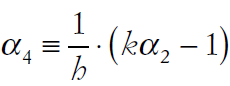 α₄ ≡ 1/h · (kα₂ − 1)